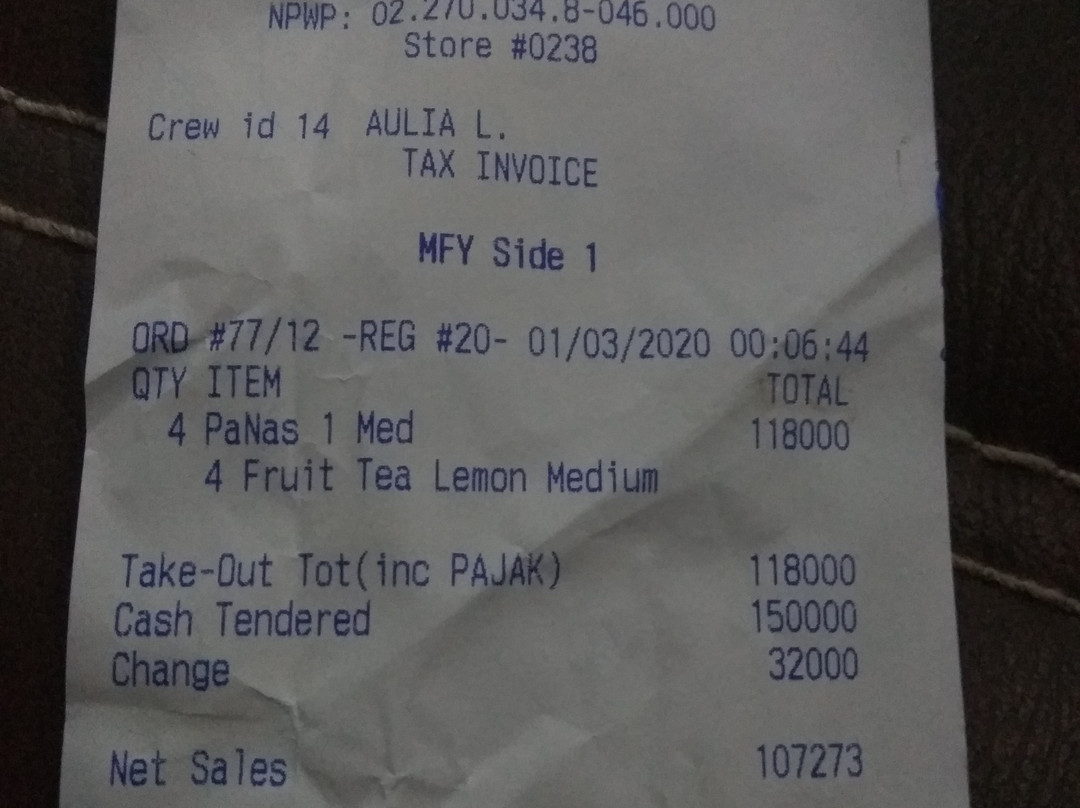 NPWP: 02.270.034.8-046.000
Store #0238
Crew id 14 AULIA L.
TAX INVOICE
MFY Side 1
ORD #77/12 -REG #20- 01/03/2020 00:06:44
QTY ITEM TOTAL
4 PaNas 1 Med 118000
4 Fruit Tea Lemon Medium
Take-Out Tot(inc PAJAK) 118000
Cash Tendered 150000
Change 32000
Net Sales 107273